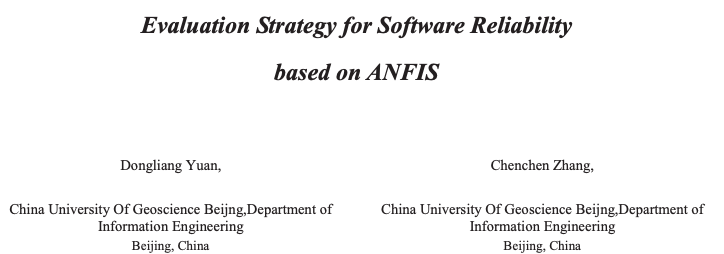 Evaluation Strategy for Software Reliability
based on ANFIS
Dongliang Yuan,
China University Of Geoscience Beijng,Department of
Information Engineering
Beijing, China
Chenchen Zhang,
China University Of Geoscience Beijng,Department of
Information Engineering
Beijing, China